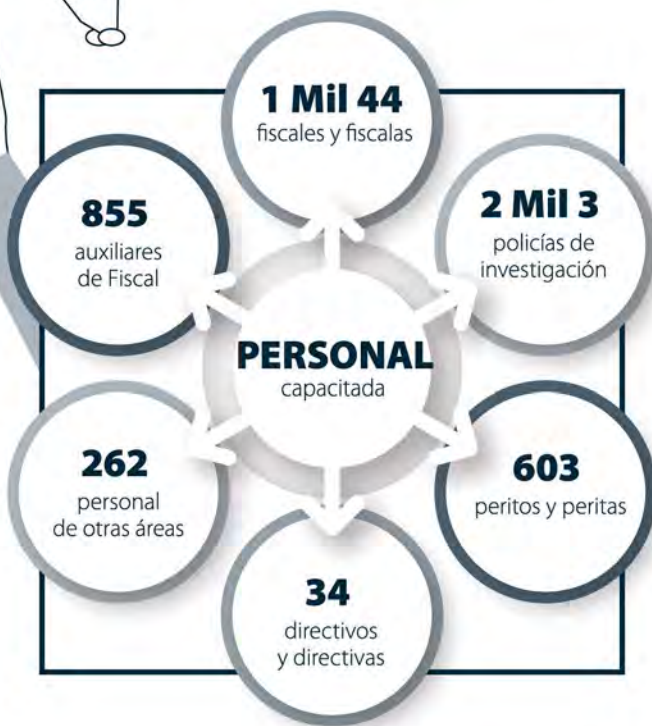 1 Mil 44
fiscales y fiscalas
855
auxiliares
de Fiscal
2 Mil 3
policías de
investigación
PERSONAL
capacitada
262
personal
de otras áreas
603
peritos y peritas
34
directivos
y directivas